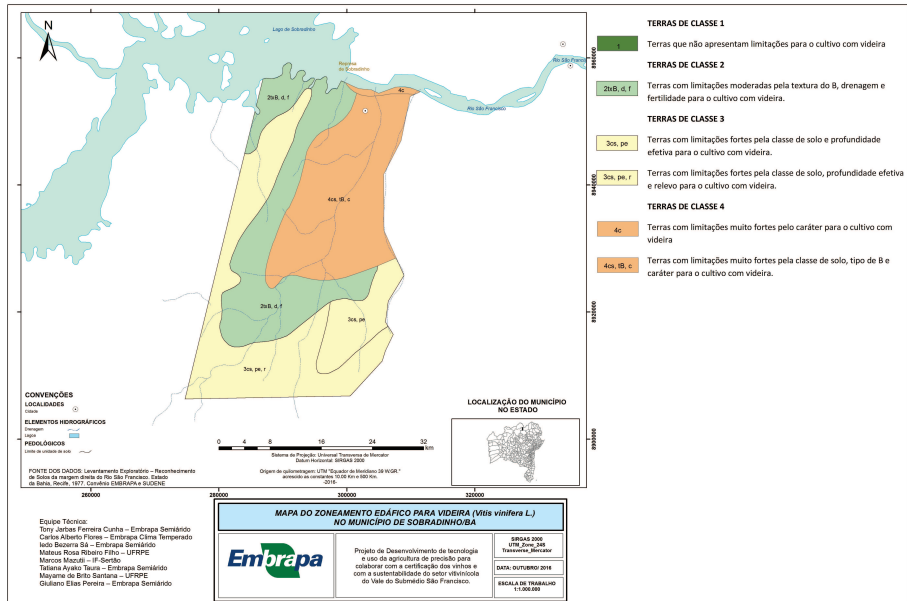 N
Lago de Sobradinho
Represa
de Sobradinho
Rio São Francisco
Rio São Francisco
2txB, d, f
4c
4cs, tB, c
2txB, d, f
3cs, pe
3cs, pe, r
8960000
8940000
8920000
8900000
260000
280000
300000
320000
CONVENÇÕES
LOCALIDADES
Cidade
ELEMENTOS HIDROGRÁFICOS
Drenagem
Lagos
PEDOLÓGICOS
Limite de unidade de solo
FONTE DOS DADOS: Levantamento Exploratório – Reconhecimento
de Solos da margem direita do Rio São Francisco. Estado
da Bahia, Recife, 1977. Convênio EMBRAPA e SUDENE
0 4 8 16 24 32
Km
Sistema de Projeção: Universal Transversa de Mercator
Datum Horizontal: SIRGAS 2000
Origem de quilometragem: UTM "Equador de Meridiano 39 W.GR."
acrescido as constantes 10.00 Km e 500 Km.
-2016-
LOCALIZAÇÃO DO MUNICÍPIO
NO ESTADO
TERRAS DE CLASSE 1
1
Terras que não apresentam limitações para o cultivo com videira
TERRAS DE CLASSE 2
2txB, d, f
Terras com limitações moderadas pela textura do B, drenagem e
fertilidade para o cultivo com videira.
TERRAS DE CLASSE 3
3cs, pe
Terras com limitações fortes pela classe de solo e profundidade
efetiva para o cultivo com videira.
3cs, pe, r
Terras com limitações fortes pela classe de solo, profundidade efetiva
e relevo para o cultivo com videira.
TERRAS DE CLASSE 4
4c
Terras com limitações muito fortes pelo caráter para o cultivo com
videira
4cs, tB, c
Terras com limitações muito fortes pela classe de solo, tipo de B e
caráter para o cultivo com videira.
Equipe Técnica:
Tony Jarbas Ferreira Cunha – Embrapa Semiárido
Carlos Alberto Flores – Embrapa Clima Temperado
Iedo Bezerra Sá – Embrapa Semiárido
Mateus Rosa Ribeiro Filho – UFRPE
Marcos Mazutii – IF-Sertão
Tatiana Ayako Taura – Embrapa Semiárido
Mayame de Brito Santana – UFRPE
Giuliano Elias Pereira – Embrapa Semiárido
MAPA DO ZONEAMENTO EDÁFICO PARA VIDEIRA (Vitis vinifera L.)
NO MUNICÍPIO DE SOBRADINHO/BA
Embrapa
Projeto de Desenvolvimento de tecnologia
e uso da agricultura de precisão para
colaborar com a certificação dos vinhos e
com a sustentabilidade do setor vitivinícola
do Vale do Submédio São Francisco.
SIRGAS 2000
UTM_Zone_24S
Transverse_Mercator
DATA: OUTUBRO/ 2016
ESCALA DE TRABALHO
1:1.000.000